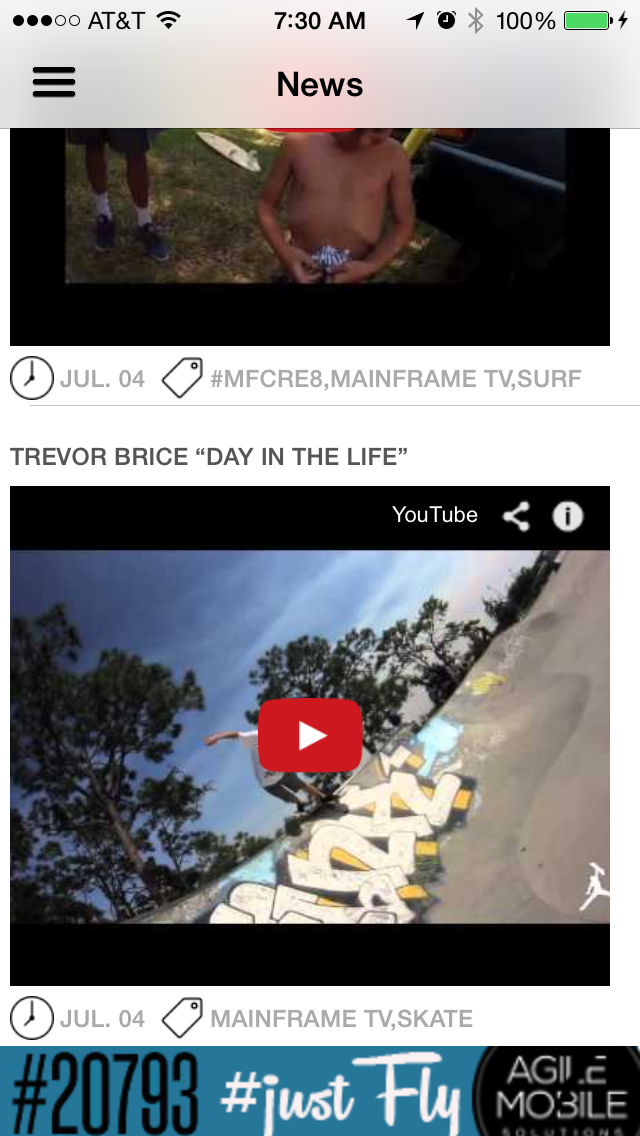 AT&T 7:30 AM 100%
News
JUL. 04 #MFCRE8,MAINFRAME TV,SURF
TREVOR BRICE “DAY IN THE LIFE”
YouTube
JUL. 04 MAINFRAME TV,SKATE
#20793 #just Fly
AGILE
MOBILE
SOLUTIONS